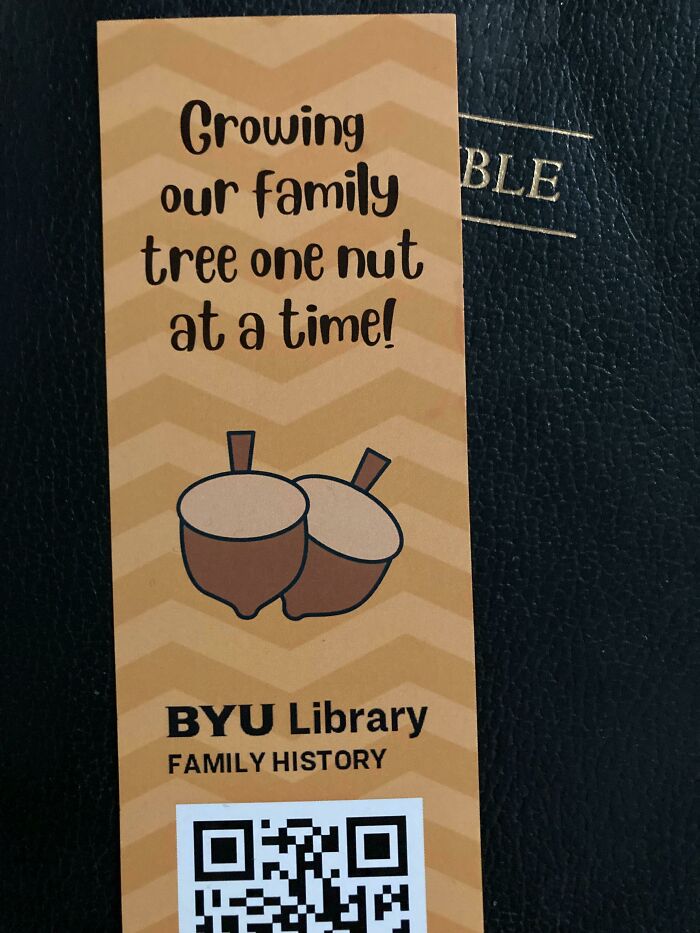 Growing
our family
tree one nut
at a time!
BLE
BYU Library
FAMILY HISTORY